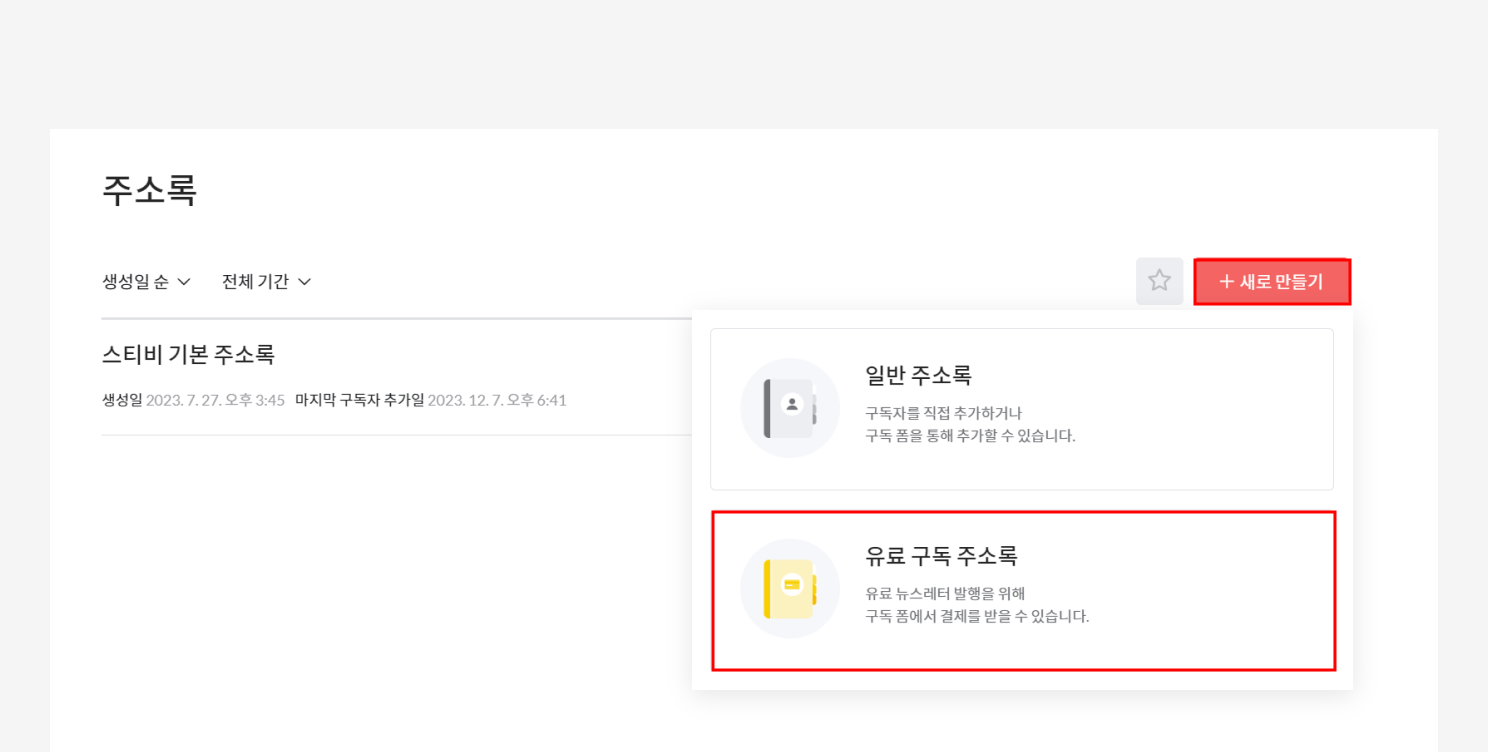 주소록
생성일 순 전체 기간
+ 새로 만들기
스티비 기본 주소록
생성일 2023. 7. 27. 오후 3:45 마지막 구독자 추가일 2023. 12. 7. 오후 6:41
일반 주소록
구독자를 직접 추가하거나
구독 폼을 통해 추가할 수 있습니다.
유료 구독 주소록
유료 뉴스레터 발행을 위해
구독 폼에서 결제를 받을 수 있습니다.